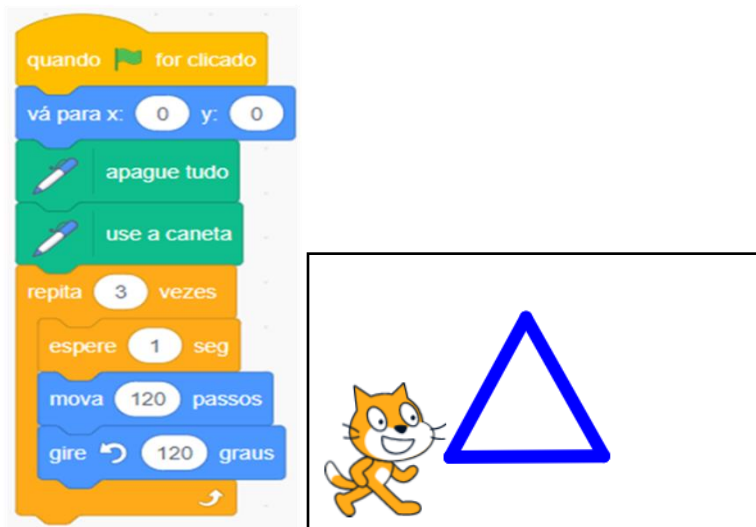 quando for clicado
vá para x: 0 y: 0
apague tudo
use a caneta
repita 3 vezes
espere 1 seg
mova 120 passos
gire 120 graus